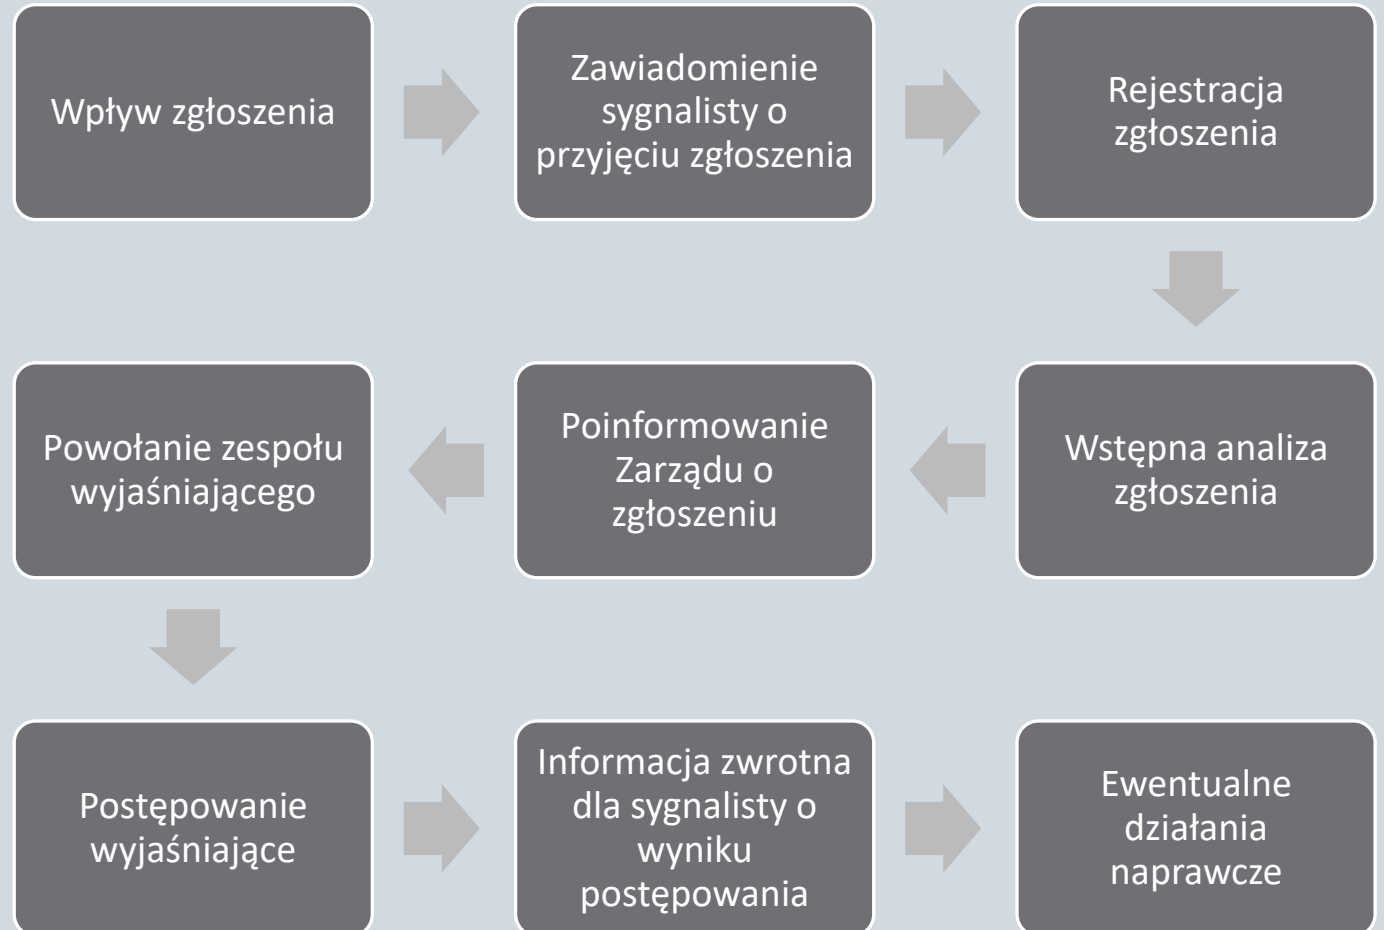 Wpływ zgłoszenia
Zawiadomienie
sygnalisty o
przyjęciu zgłoszenia
Rejestracja
zgłoszenia
Wstępna analiza
zgłoszenia
Poinformowanie
Zarządu o
zgłoszeniu
Powołanie zespołu
wyjaśniającego
Postępowanie
wyjaśniające
Informacja zwrotna
dla sygnalisty o
wyniku
postępowania
Ewentualne
działania
naprawcze